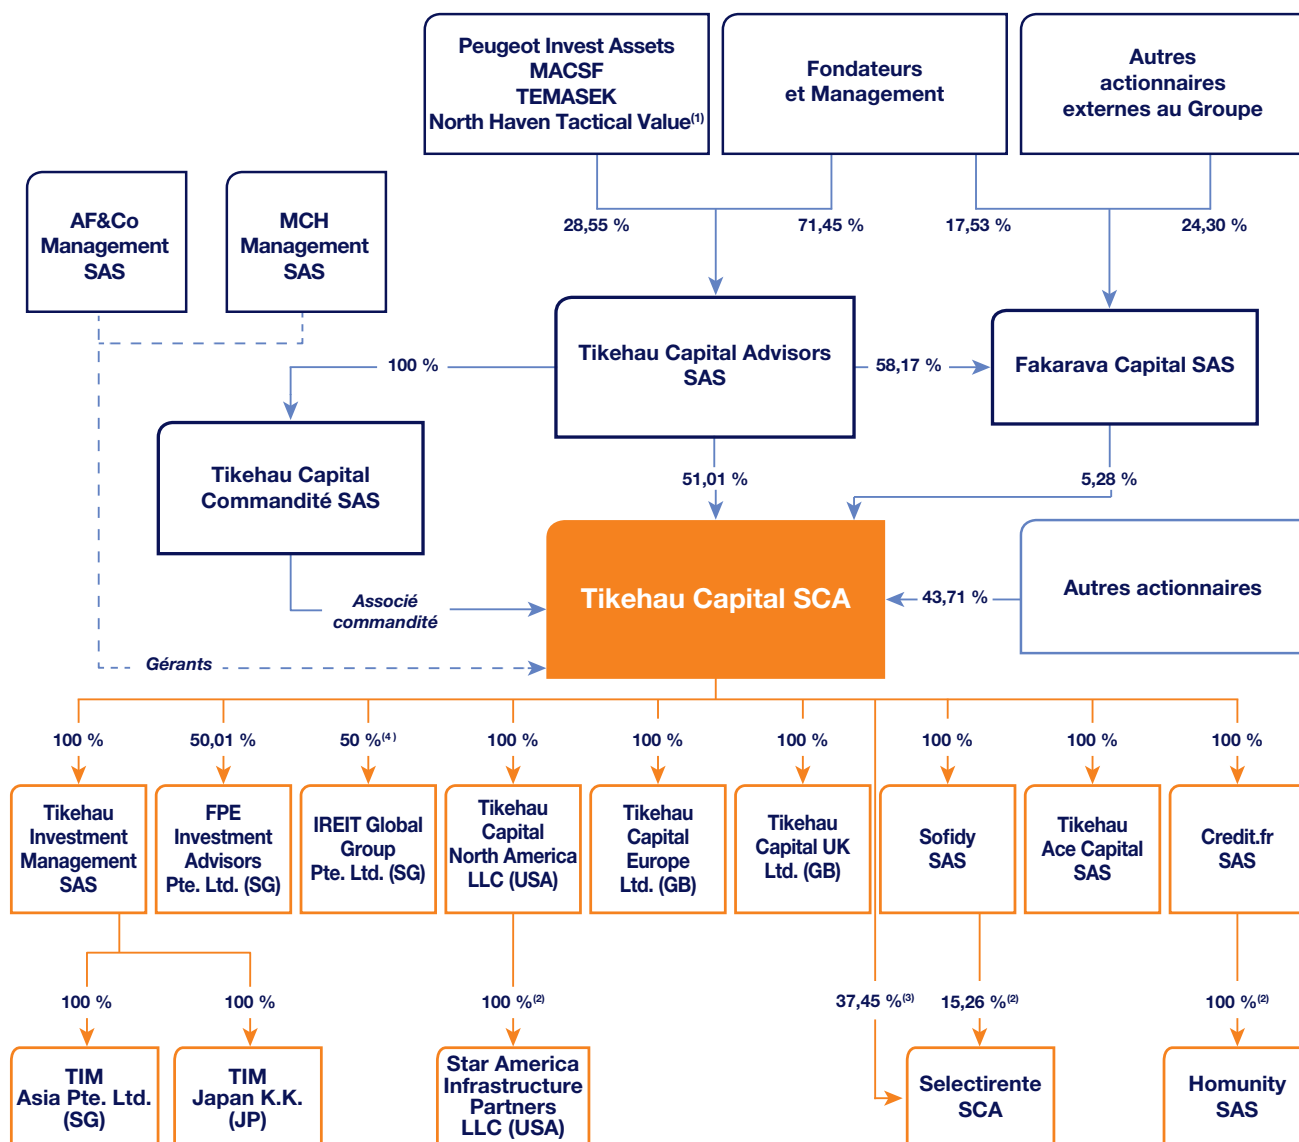 Peugeot Invest Assets
MACSF
TEMASEK
North Haven Tactical Value(1)
Fondateurs
et Management
Autres
actionnaires
externes au Groupe
AF&Co
Management
SAS
MCH
Management
SAS
28,55 %
71,45 %
17,53 %
24,30 %
Tikehau Capital Advisors
SAS
Fakarava Capital SAS
100 %
58,17 %
Tikehau Capital
Commandité SAS
51,01 %
5,28 %
Tikehau Capital SCA
Autres actionnaires
43,71 %
Associé
commandité
Gérants
100 %
50,01 %
50 %(4)
100 %
100 %
100 %
100 %
100 %
100 %
Tikehau
Investment
Management
SAS
FPE
Investment
Advisors
Pte. Ltd. (SG)
IREIT Global
Group
Pte. Ltd. (SG)
Tikehau
Capital
North America
LLC (USA)
Tikehau
Capital
Europe
Ltd. (GB)
Tikehau
Capital UK
Ltd. (GB)
Sofidy
SAS
Tikehau
Ace Capital
SAS
Credit.fr
SAS
100 %
100 %
100 %(2)
37,45 %(3)
15,26 %(2)
100 %(2)
TIM
Asia Pte. Ltd.
(SG)
TIM
Japan K.K.
(JP)
Star America
Infrastructure
Partners
LLC (USA)
Selectirente
SCA
Homunity
SAS